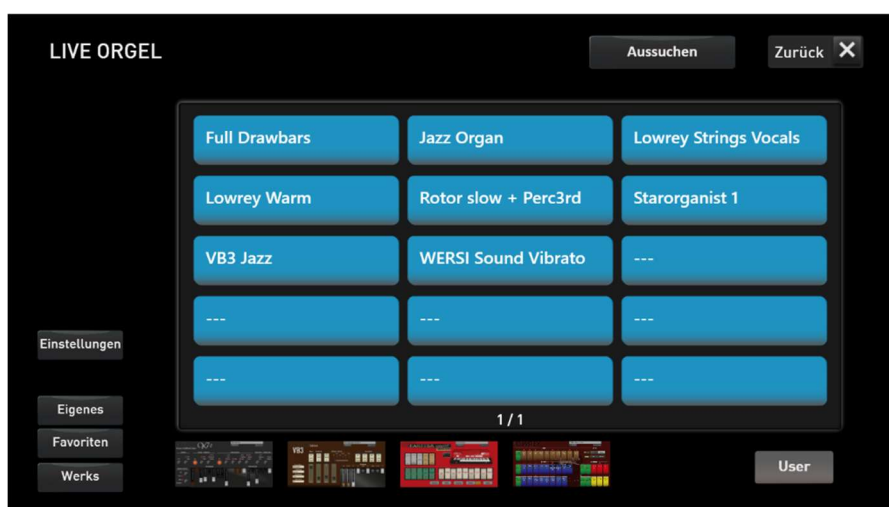 LIVE ORGEL
Aussuchen
Zurück ✕
Full Drawbars
Jazz Organ
Lowrey Strings Vocals
Lowrey Warm
Rotor slow + Perc3rd
Starorganist 1
VB3 Jazz
WERSI Sound Vibrato
---
---
---
---
---
---
---
1/1
Einstellungen
Eigenes
Favoriten
Werks
VB3
User